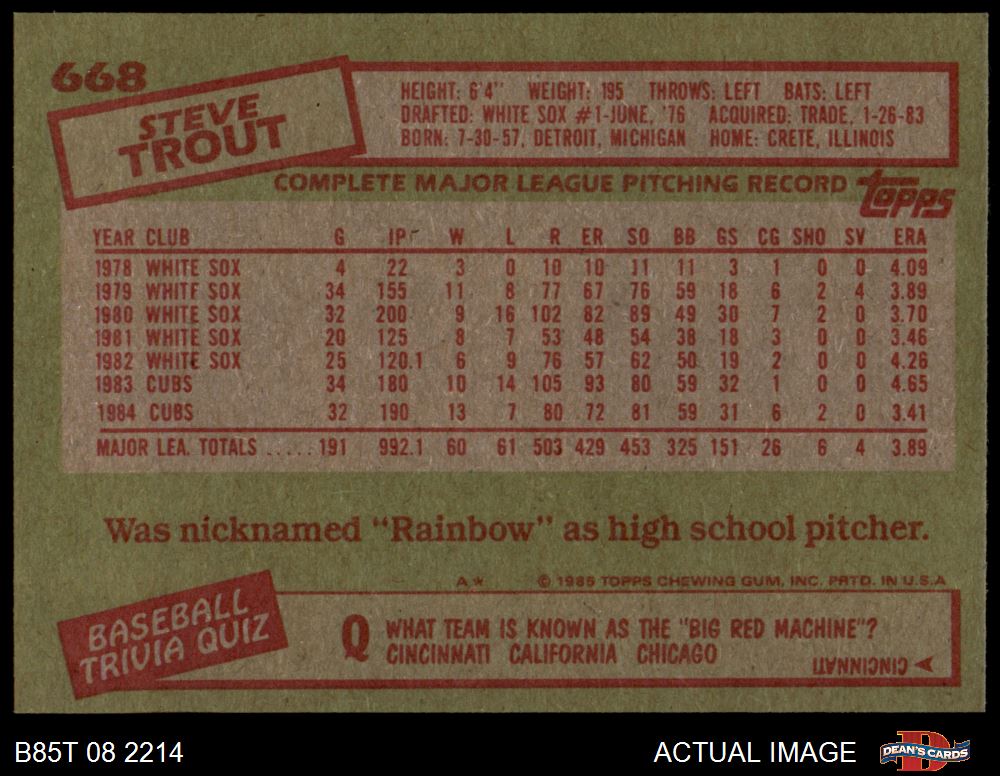 668
STEVE
TROUT
HEIGHT: 6'4" WEIGHT: 195 THROWS: LEFT BATS: LEFT
DRAFTED: WHITE SOX #1-JUNE, '76 ACQUIRED: TRADE, 1-26-83
BORN: 7-30-57, DETROIT, MICHIGAN HOME: CRETE, ILLINOIS
COMPLETE MAJOR LEAGUE PITCHING RECORD topps
YEAR CLUB G IP W L R ER SO BB GS CG SHO SV ERA
1978 WHITE SOX 4 22 3 0 10 10 11 11 3 1 0 0 4.09
1979 WHITE SOX 34 155 11 8 77 67 76 59 18 6 2 4 3.89
1980 WHITE SOX 32 200 9 16 102 82 89 49 30 7 2 0 3.70
1981 WHITE SOX 20 125 8 7 53 48 54 38 18 3 0 0 3.46
1982 WHITE SOX 25 120.1 6 9 76 57 62 50 19 2 0 0 4.26
1983 CUBS 34 180 10 14 105 93 80 59 32 1 0 0 4.65
1984 CUBS 32 190 13 7 80 72 81 59 31 6 2 0 3.41
MAJOR LEA. TOTALS ..... 191 992.1 60 61 503 429 453 325 151 26 6 4 3.89
Was nicknamed “Rainbow” as high school pitcher.
A* © 1985 TOPPS CHEWING GUM, INC. PRTD. IN U.S.A
BASEBALL
TRIVIA QUIZ
Q WHAT TEAM IS KNOWN AS THE "BIG RED MACHINE"?
CINCINNATI CALIFORNIA CHICAGO
CINCINNATI
B85T 08 2214
ACTUAL IMAGE
D
DEAN'S CARDS